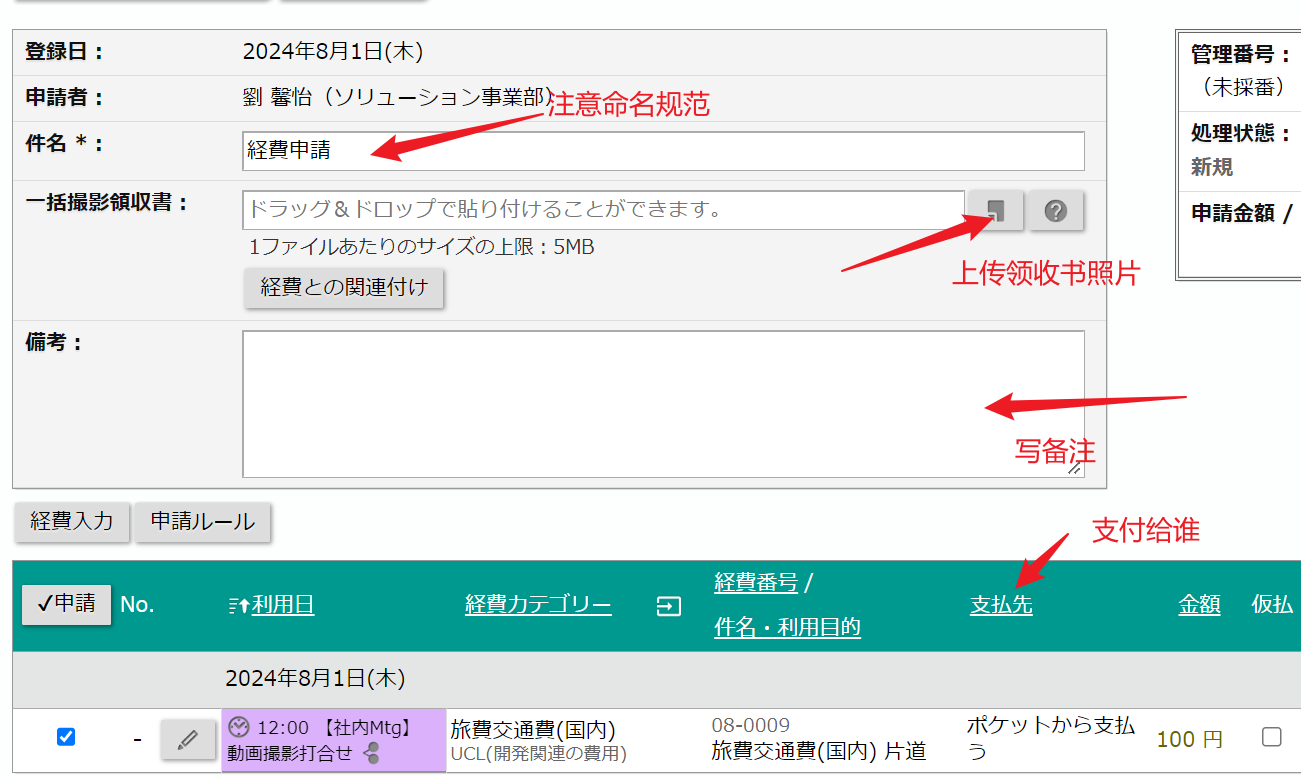 登録日：
2024年8月1日(木)
申請者：
劉 馨怡（ソリューション事業部）
注意命名规范
件名 *：
経費申請
一括撮影領収書：
ドラッグ＆ドロップで貼り付けることができます。
1ファイルあたりのサイズの上限：5MB
上传领收书照片
経費との関連付け
備考：
写备注
管理番号：
（未採番）
処理状態：
新規
申請金額 /
経費入力
申請ルール
支付给谁
✓申請
No.
利用日
経費カテゴリー
経費番号 /
件名・利用目的
支払先
金額
仮払
2024年8月1日(木)
-
12:00 【社内Mtg】
動画撮影打合せ
旅費交通費(国内)
UCL(開発関連の費用)
08-0009
旅費交通費(国内) 片道
ポケットから支払
う
100 円